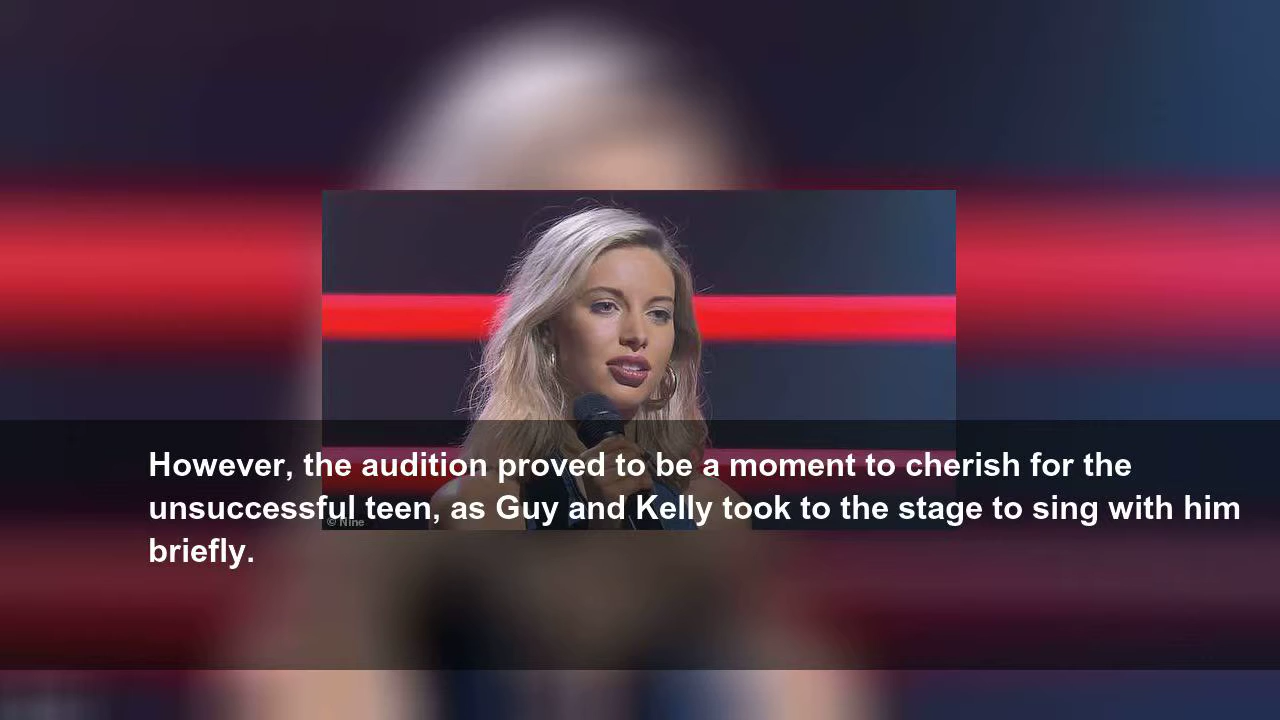 However, the audition proved to be a moment to cherish for the
unsuccessful teen, as Guy and Kelly took to the stage to sing with him
briefly.
© Nine